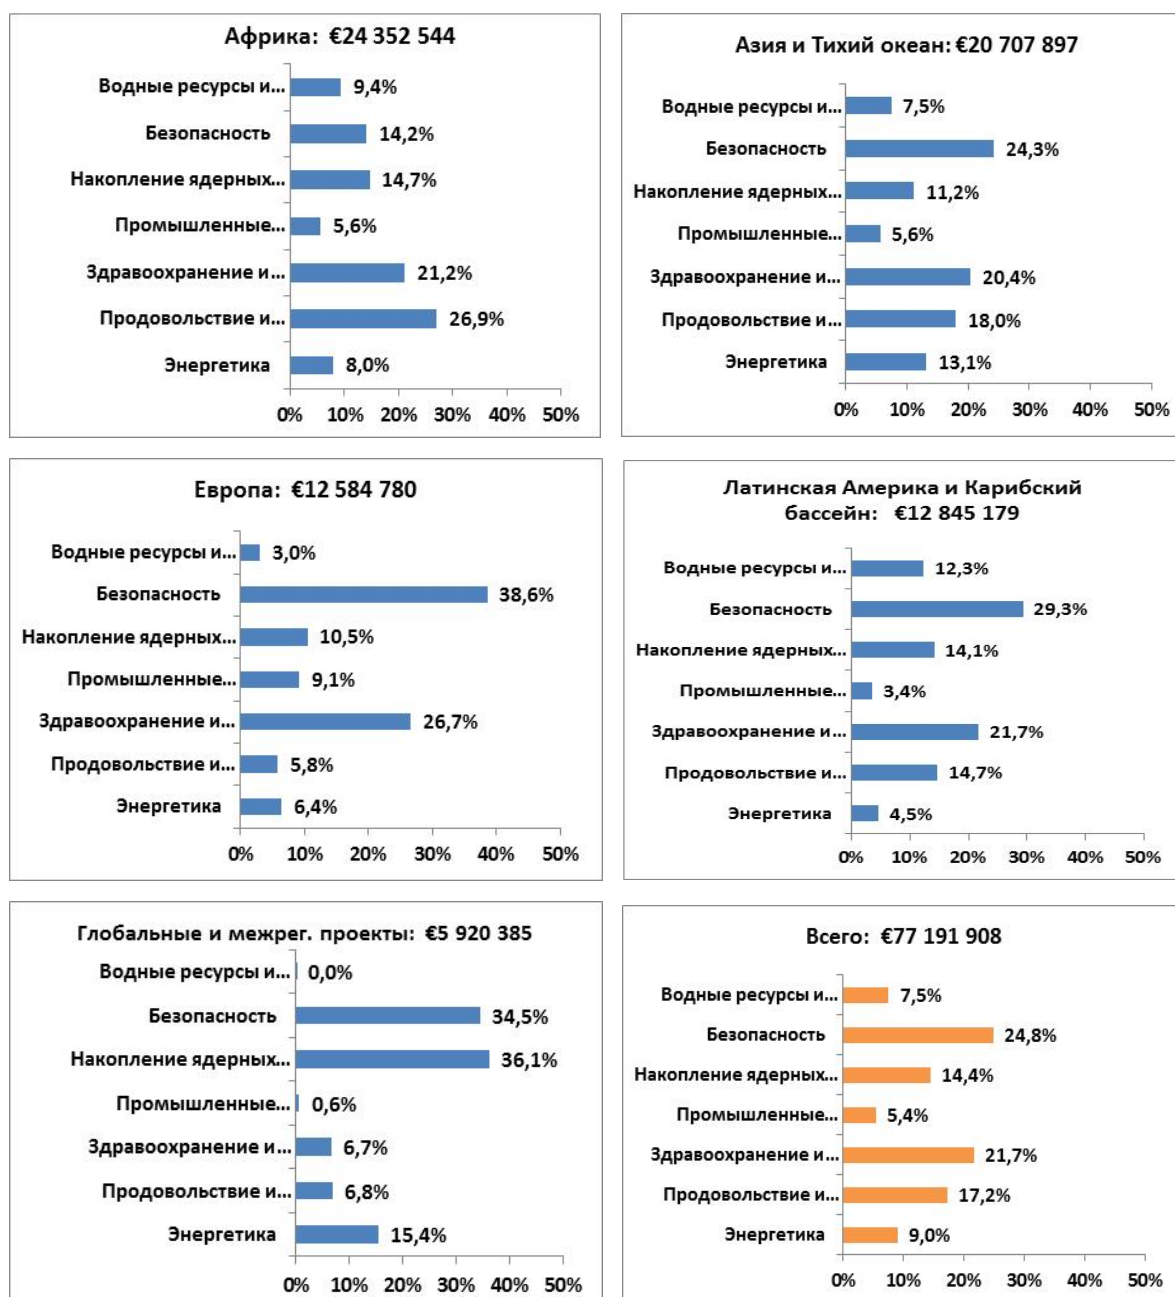 Африка: €24 352 544
Водные ресурсы и...
9,4%
Безопасность
14,2%
Накопление ядерных...
14,7%
Промышленные...
5,6%
Здравоохранение и...
21,2%
Продовольствие и...
26,9%
Энергетика
8,0%
0% 10% 20% 30% 40% 50%
Азия и Тихий океан: €20 707 897
Водные ресурсы и...
7,5%
Безопасность
24,3%
Накопление ядерных...
11,2%
Промышленные...
5,6%
Здравоохранение и...
20,4%
Продовольствие и...
18,0%
Энергетика
13,1%
0% 10% 20% 30% 40% 50%
Европа: €12 584 780
Водные ресурсы и...
3,0%
Безопасность
38,6%
Накопление ядерных...
10,5%
Промышленные...
9,1%
Здравоохранение и...
26,7%
Продовольствие и...
5,8%
Энергетика
6,4%
0% 10% 20% 30% 40% 50%
Латинская Америка и Карибский
бассейн: €12 845 179
Водные ресурсы и...
12,3%
Безопасность
29,3%
Накопление ядерных...
14,1%
Промышленные...
3,4%
Здравоохранение и...
21,7%
Продовольствие и...
14,7%
Энергетика
4,5%
0% 10% 20% 30% 40% 50%
Глобальные и межрег. проекты: €5 920 385
Водные ресурсы и...
0,0%
Безопасность
34,5%
Накопление ядерных...
36,1%
Промышленные...
0,6%
Здравоохранение и...
6,7%
Продовольствие и...
6,8%
Энергетика
15,4%
0% 10% 20% 30% 40% 50%
Всего: €77 191 908
Водные ресурсы и...
7,5%
Безопасность
24,8%
Накопление ядерных...
14,4%
Промышленные...
5,4%
Здравоохранение и...
21,7%
Продовольствие и...
17,2%
Энергетика
9,0%
0% 10% 20% 30% 40% 50%